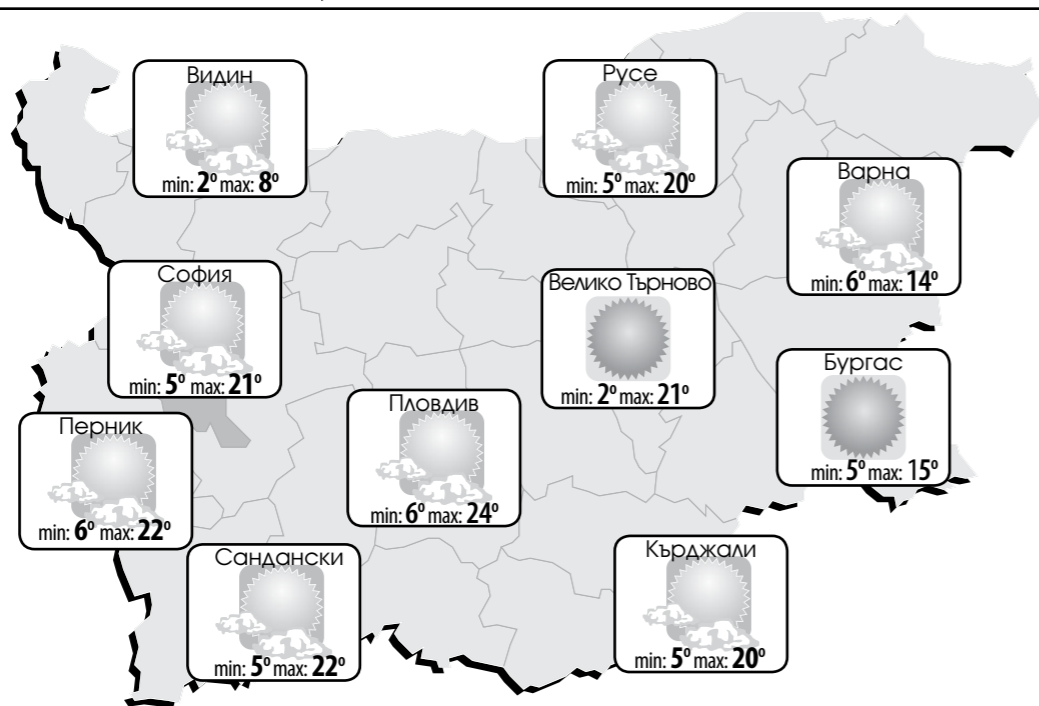 Видин
min: 2° max: 8°
Русе
min: 5° max: 20°
Варна
min: 6° max: 14°
София
min: 5° max: 21°
Велико Търново
min: 2° max: 21°
Бургас
min: 5° max: 15°
Пловдив
min: 6° max: 24°
Перник
min: 6° max: 22°
Сандански
min: 5° max: 22°
Кърджали
min: 5° max: 20°